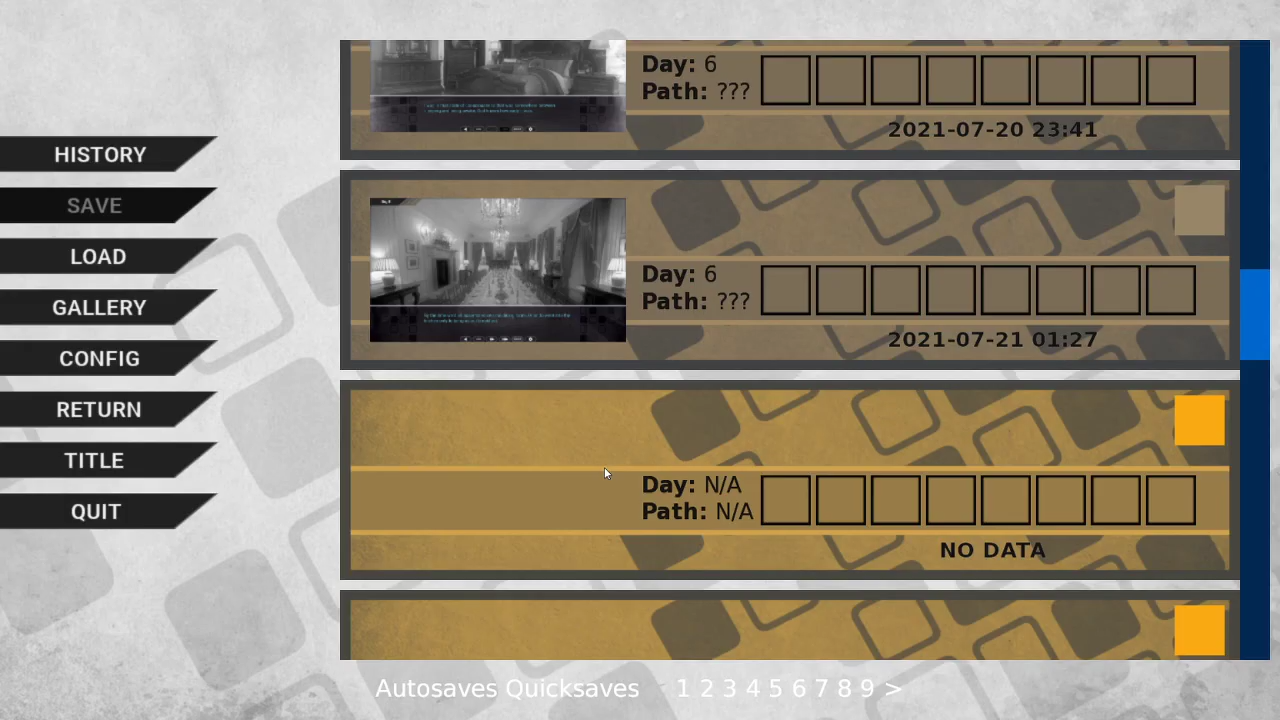 HISTORY
SAVE
LOAD
GALLERY
CONFIG
RETURN
TITLE
QUIT
Day: 6
Path: ???
2021-07-20 23:41
Day: 6
Path: ???
2021-07-21 01:27
Day: N/A
Path: N/A
NO DATA
Autosaves Quicksaves 1 2 3 4 5 6 7 8 9 >